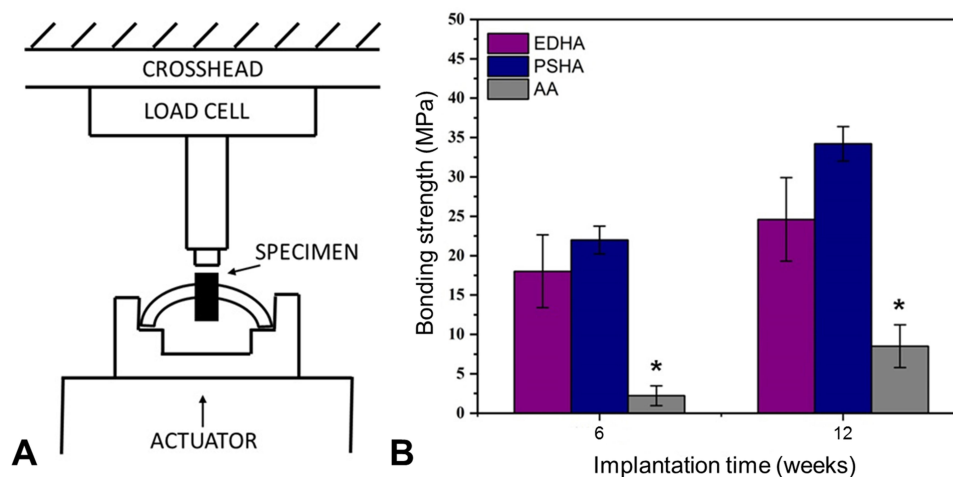 CROSSHEAD
LOAD CELL
SPECIMEN
ACTUATOR
A
50
45
40
35
30
25
20
15
10
5
0
Bonding strength (MPa)
EDHA
PSHA
AA
*
*
6
12
Implantation time (weeks)
B